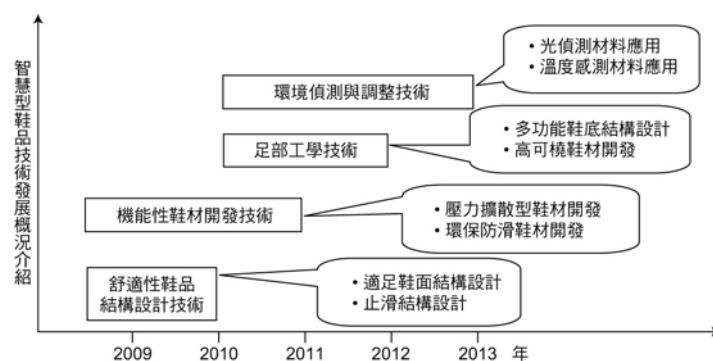 智慧型鞋品技術發展概況介紹
環境偵測與調整技術
• 光偵測材料應用
• 溫度感測材料應用
足部工學技術
• 多功能鞋底結構設計
• 高可橈鞋材開發
機能性鞋材開發技術
• 壓力擴散型鞋材開發
• 環保防滑鞋材開發
舒適性鞋品
結構設計技術
• 適足鞋面結構設計
• 止滑結構設計
2009 2010 2011 2012 2013 年